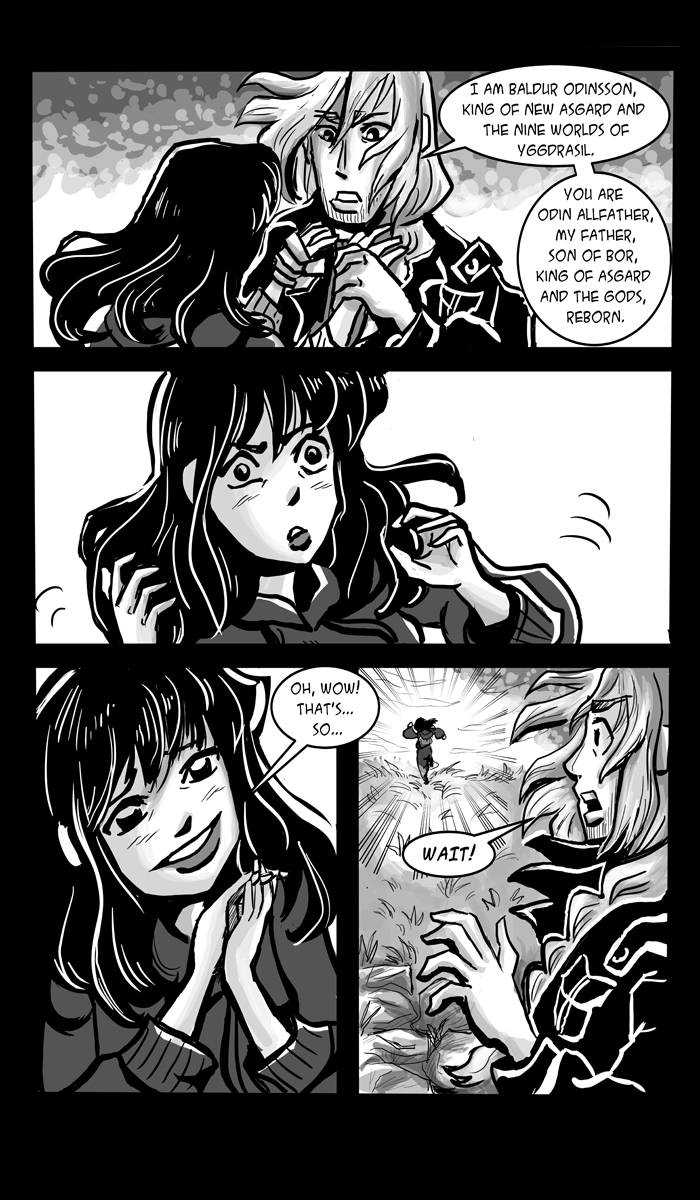 I AM BALDUR ODINSSON,
KING OF NEW ASGARD AND
THE NINE WORLDS OF
YGGDRASIL.
YOU ARE
ODIN ALLFATHER,
MY FATHER,
SON OF BOR,
KING OF ASGARD
AND THE GODS,
REBORN.
OH, WOW!
THAT'S...
SO...
WAIT!